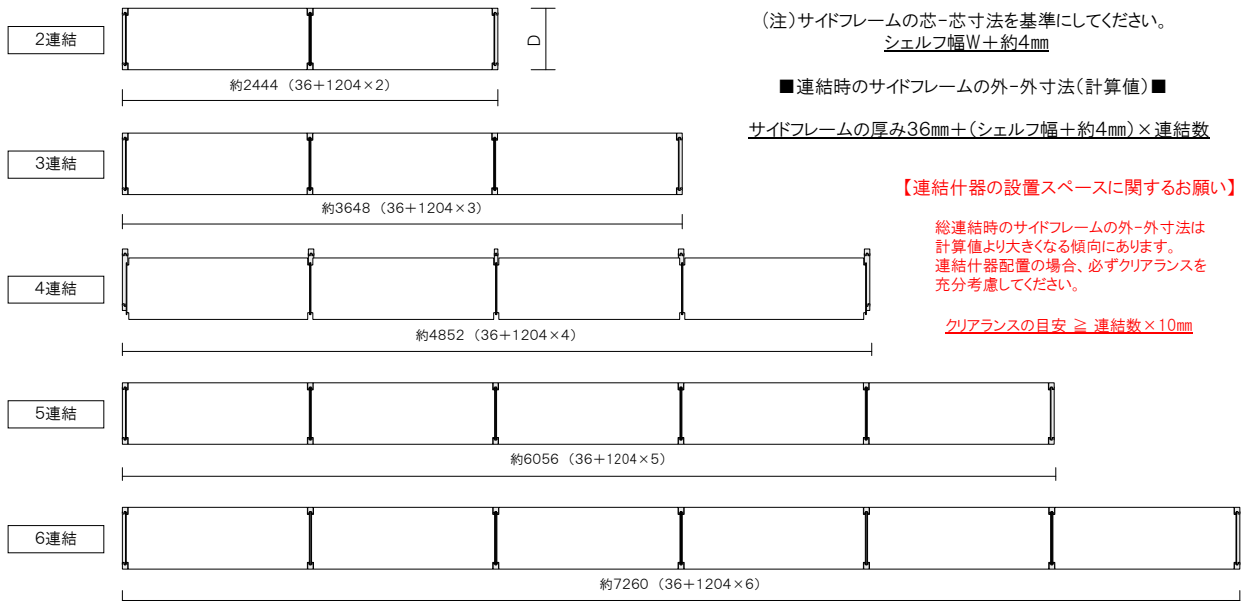 2連結
D
約2444 (36+1204×2)
3連結
約3648 (36+1204×3)
4連結
約4852 (36+1204×4)
5連結
約6056 (36+1204×5)
6連結
約7260 (36+1204×6)
(注)サイドフレームの芯-芯寸法を基準にしてください。
シェルフ幅W+約4mm
■連結時のサイドフレームの外-外寸法(計算値)■
サイドフレームの厚み36mm+(シェルフ幅+約4mm)×連結数
【連結什器の設置スペースに関するお願い】
総連結時のサイドフレームの外-外寸法は
計算値より大きくなる傾向にあります。
連結什器配置の場合、必ずクリアランスを
充分考慮してください。
クリアランスの目安 ≧ 連結数×10mm